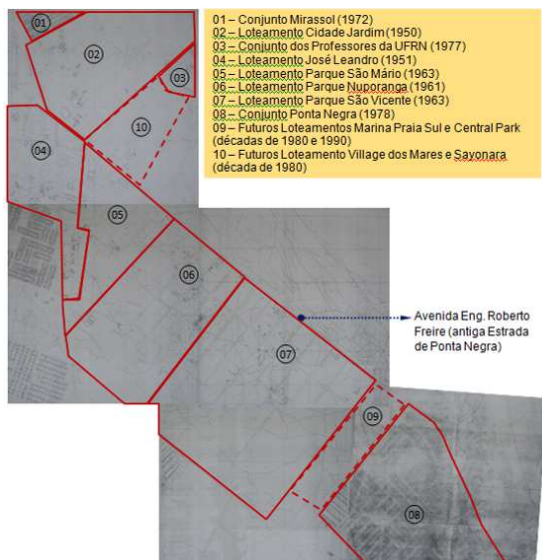 01 – Conjunto Mirassol (1972)
02 – Loteamento Cidade Jardim (1950)
03 – Conjunto dos Professores da UFRN (1977)
04 – Loteamento José Leandro (1951)
05 – Loteamento Parque São Mário (1963)
06 – Loteamento Parque Nuporanga (1961)
07 – Loteamento Parque São Vicente (1963)
08 – Conjunto Ponta Negra (1978)
09 – Futuros Loteamentos Marina Praia Sul e Central Park
(décadas de 1980 e 1990)
10 – Futuros Loteamento Village dos Mares e Sayonara
(década de 1980)
01
02
03
10
04
05
06
Avenida Eng. Roberto
Freire (antiga Estrada
de Ponta Negra)
07
09
08